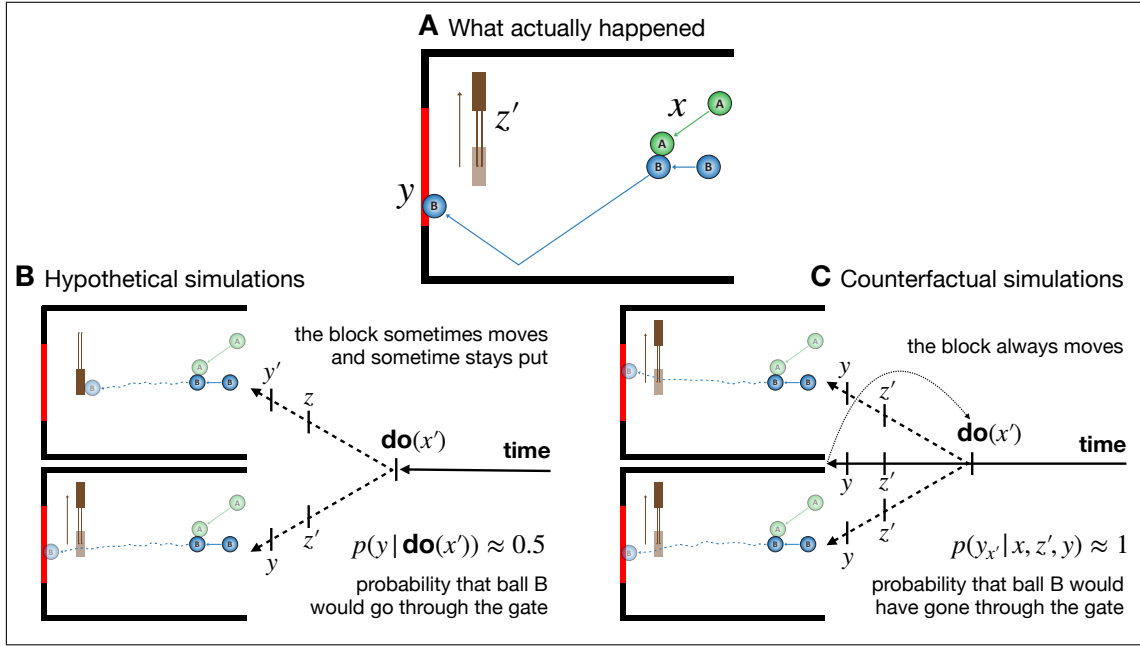 A What actually happened
z′
x
A
A
B
B
y
B
B Hypothetical simulations
the block sometimes moves
and sometime stays put
A
A
B
B
B
y′
z
do(x′)
time
A
A
B
B
B
z′
y
p(y | do(x′)) ≈ 0.5
probability that ball B
would go through the gate
C Counterfactual simulations
the block always moves
A
A
B
B
B
y
z′
do(x′)
time
y
z′
A
A
B
B
B
z′
y
p(yx′ | x, z′, y) ≈ 1
probability that ball B would
have gone through the gate